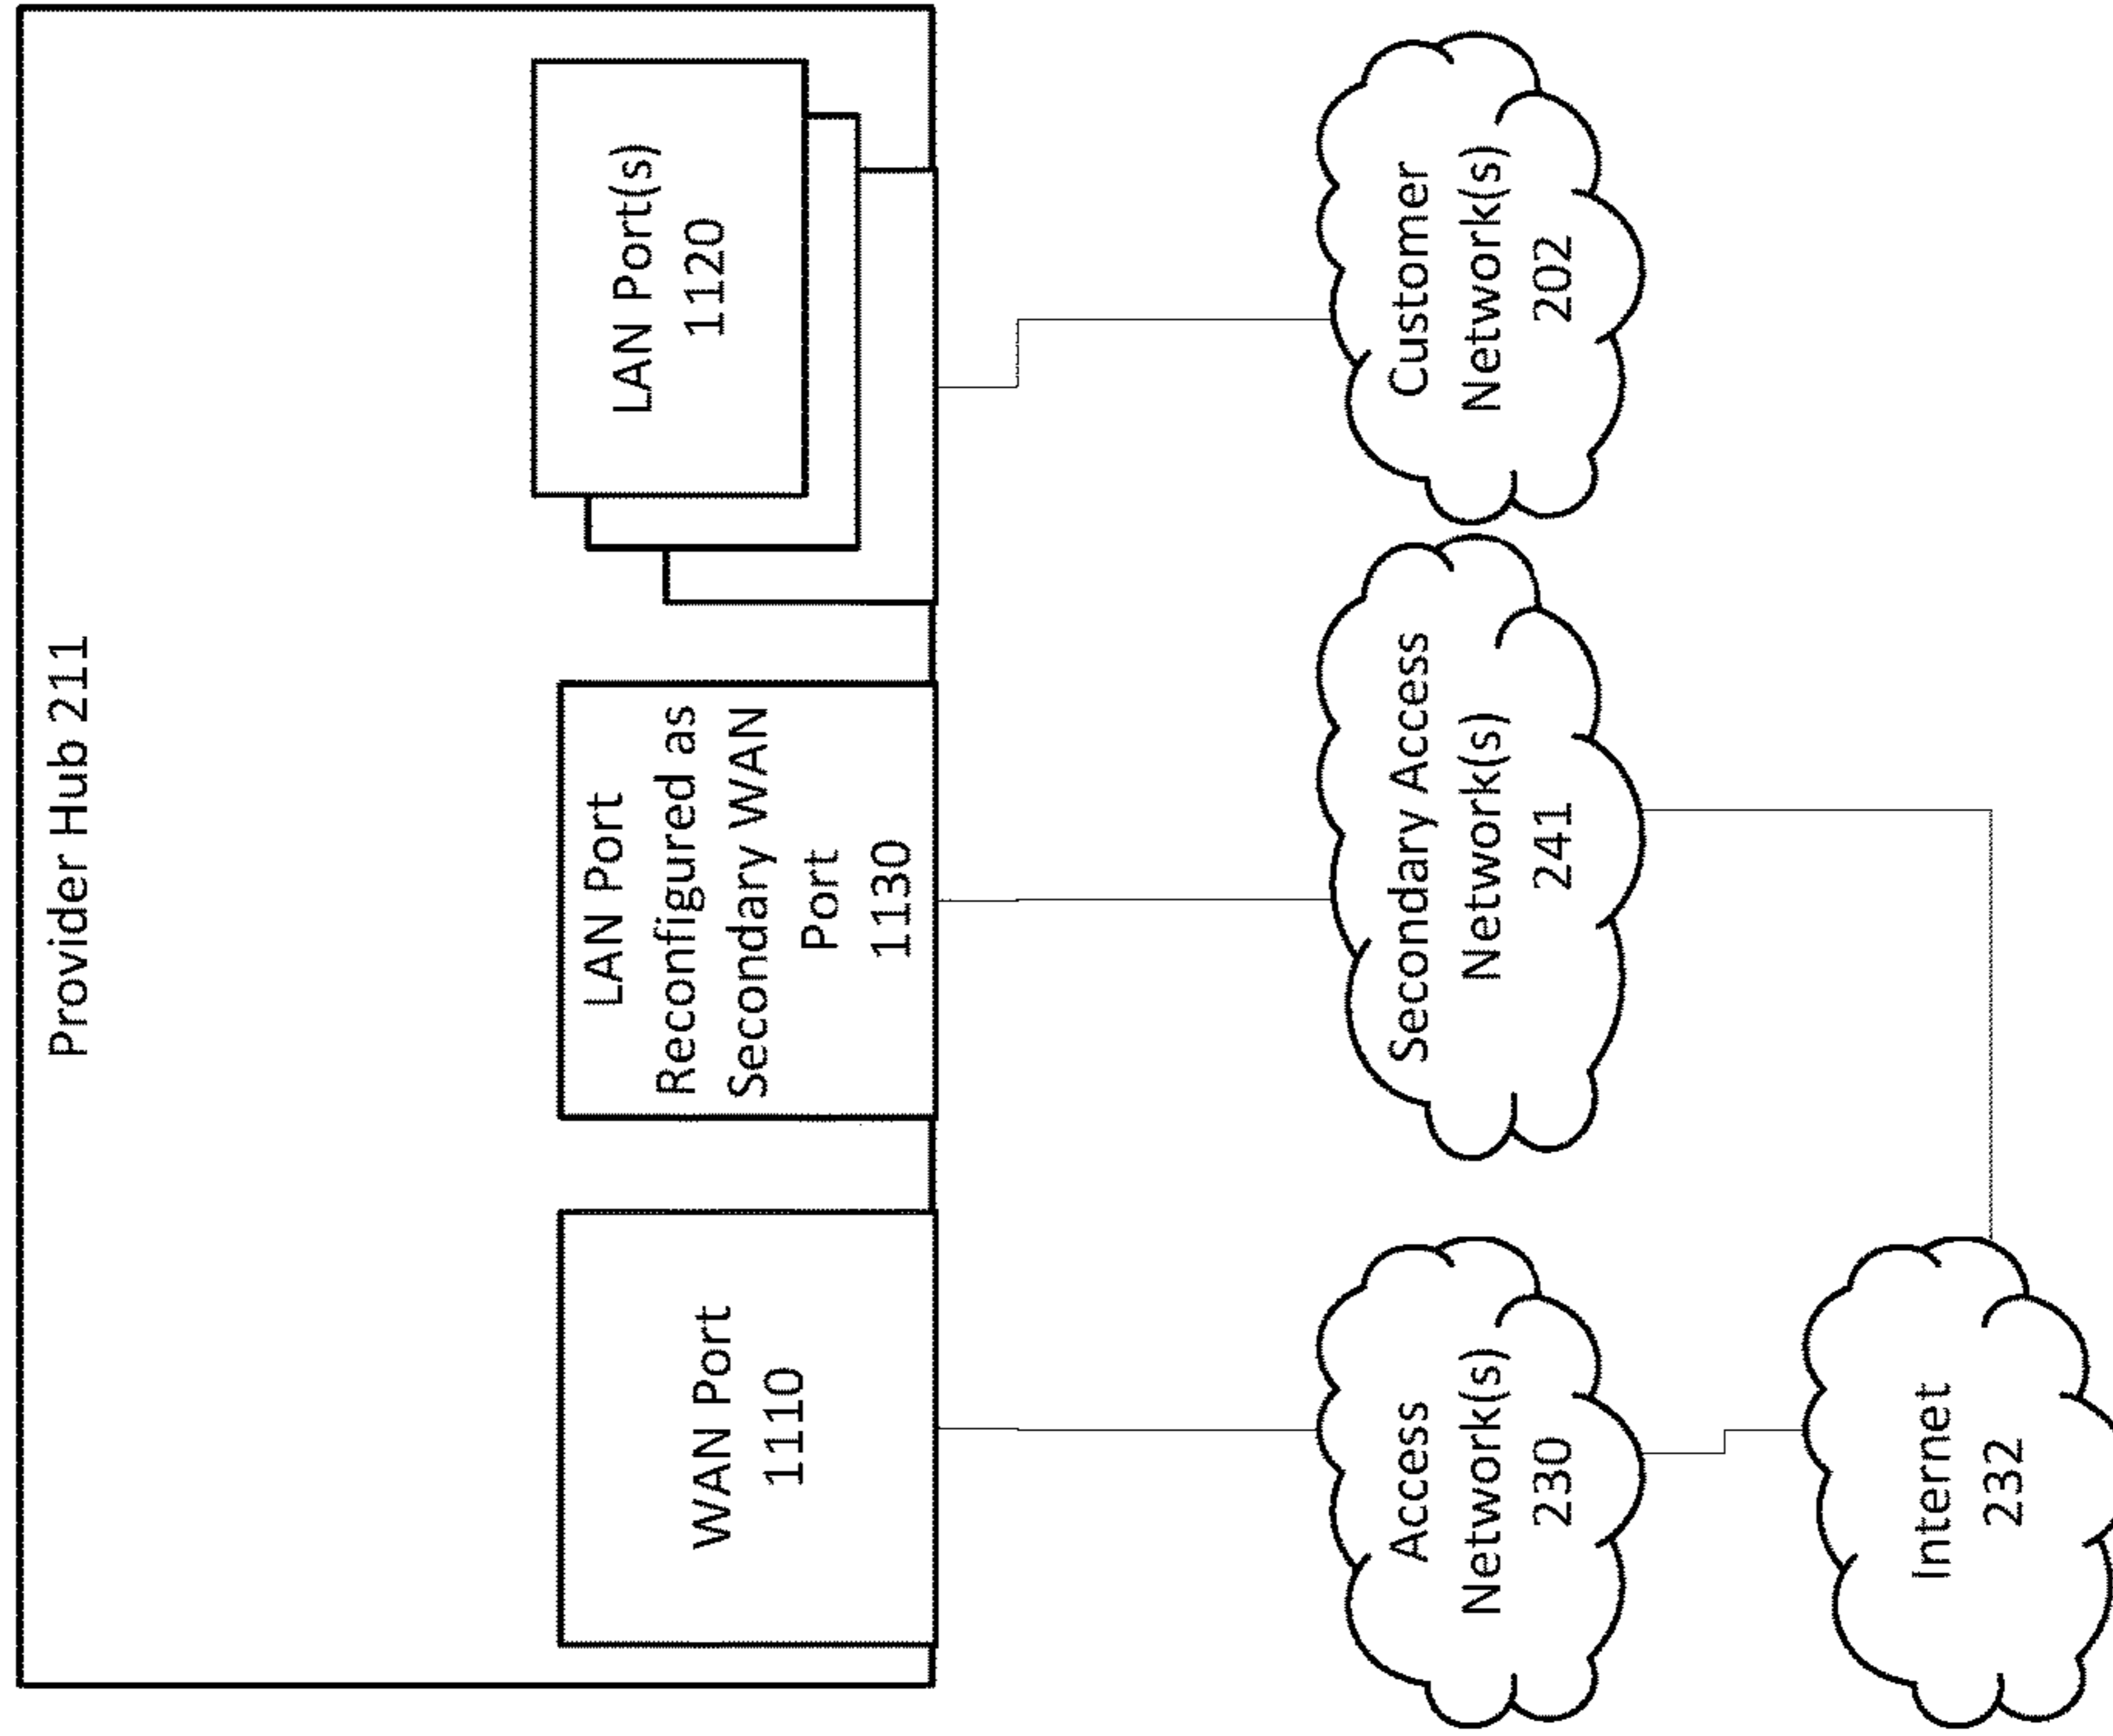 Provider Hub 211
WAN Port
1110
LAN Port
Reconfigured as
Secondary WAN
Port
1130
LAN Port(s)
1120
Access
Network(s)
230
Secondary Access
Network(s)
241
Customer
Network(s)
202
Internet
232